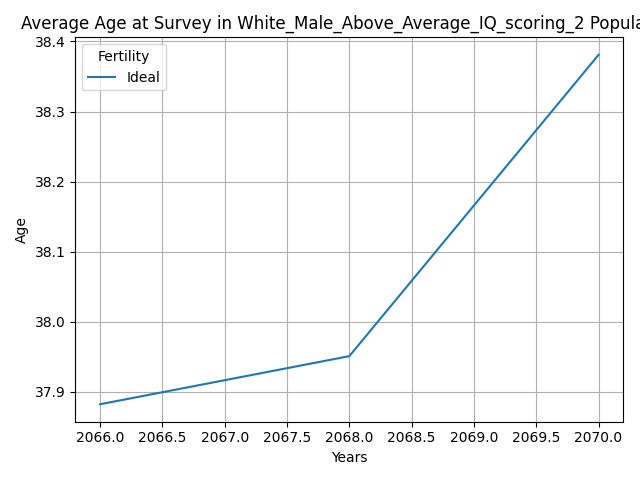 Average Age at Survey in White_Male_Above_Average_IQ_scoring_2 Popula
Fertility
Ideal
38.4
38.3
38.2
38.1
38.0
37.9
Age
2066.0 2066.5 2067.0 2067.5 2068.0 2068.5 2069.0 2069.5 2070.0
Years